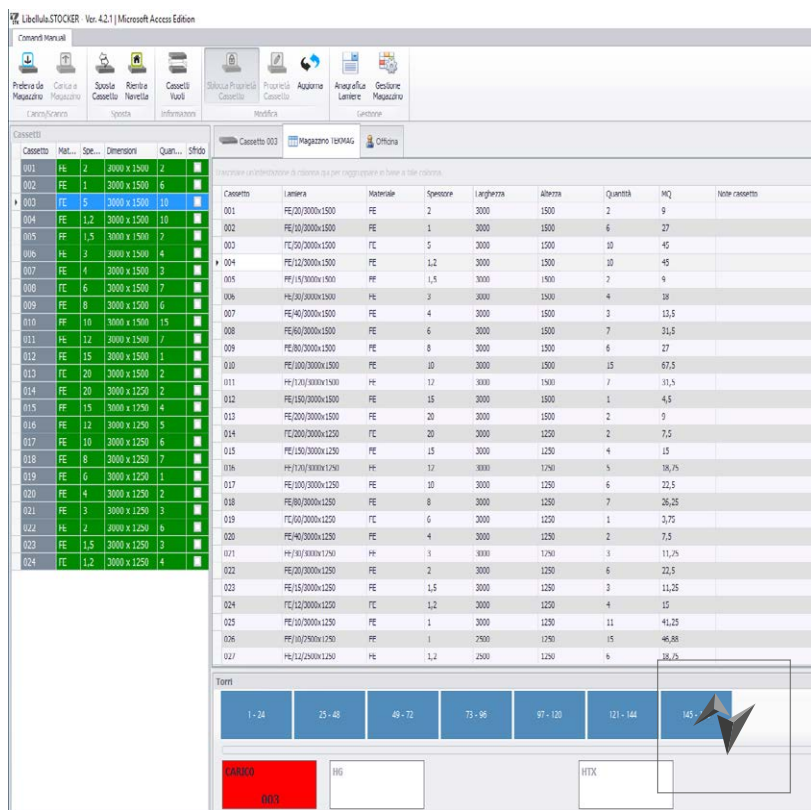 Libellula.STOCKER - Ver. 4.2.1 | Microsoft Access Edition
Comandi Manuali
Preleva da Magazzino
Carica a Magazzino
Sposta Cassetto
Rientra Navetta
Cassetti Vuoti
Sblocca Proprietà Cassetto
Proprietà Cassetto
Aggiorna
Anagrafica Lamiere
Gestione Magazzino
Carico/Scarico
Sposta
Informazioni
Modifica
Gestione
Cassetti
Cassetto Mat... Spe... Dimensioni Quan... Sfrido
001 FE 2 3000 x 1500 2
002 FE 1 3000 x 1500 6
003 FE 5 3000 x 1500 10
004 FE 1,2 3000 x 1500 10
005 FE 1,5 3000 x 1500 2
006 FE 3 3000 x 1500 4
007 FE 4 3000 x 1500 3
008 FE 6 3000 x 1500 7
009 FE 8 3000 x 1500 6
010 FE 10 3000 x 1500 15
011 FE 12 3000 x 1500 7
012 FE 15 3000 x 1500 1
013 FE 20 3000 x 1500 2
014 FE 20 3000 x 1250 2
015 FE 15 3000 x 1250 4
016 FE 12 3000 x 1250 5
017 FE 10 3000 x 1250 6
018 FE 8 3000 x 1250 7
019 FE 6 3000 x 1250 1
020 FE 4 3000 x 1250 2
021 FE 3 3000 x 1250 3
022 FE 2 3000 x 1250 6
023 FE 1,5 3000 x 1250 3
024 FE 1,2 3000 x 1250 4
Cassetto 003 Magazzino TEKMAG Officina
Trascinare un'intestazione di colonna qui per raggruppare in base a tale colonna
Cassetto Lamiera Materiale Spessore Larghezza Altezza Quantità MQ Note cassetto
001 FE/20/3000x1500 FE 2 3000 1500 2 9
002 FE/10/3000x1500 FE 1 3000 1500 6 27
003 FE/50/3000x1500 FE 5 3000 1500 10 45
004 FE/12/3000x1500 FE 1,2 3000 1500 10 45
005 FE/15/3000x1500 FE 1,5 3000 1500 2 9
006 FE/30/3000x1500 FE 3 3000 1500 4 18
007 FE/40/3000x1500 FE 4 3000 1500 3 13,5
008 FE/60/3000x1500 FE 6 3000 1500 7 31,5
009 FE/80/3000x1500 FE 8 3000 1500 6 27
010 FE/100/3000x1500 FE 10 3000 1500 15 67,5
011 FE/120/3000x1500 FE 12 3000 1500 7 31,5
012 FE/150/3000x1500 FE 15 3000 1500 1 4,5
013 FE/200/3000x1500 FE 20 3000 1500 2 9
014 FE/200/3000x1250 FE 20 3000 1250 2 7,5
015 FE/150/3000x1250 FE 15 3000 1250 4 15
016 FE/120/3000x1250 FE 12 3000 1250 5 18,75
017 FE/100/3000x1250 FE 10 3000 1250 6 22,5
018 FE/80/3000x1250 FE 8 3000 1250 7 26,25
019 FE/60/3000x1250 FE 6 3000 1250 1 3,75
020 FE/40/3000x1250 FE 4 3000 1250 2 7,5
021 FE/30/3000x1250 FE 3 3000 1250 3 11,25
022 FE/20/3000x1250 FE 2 3000 1250 6 22,5
023 FE/15/3000x1250 FE 1,5 3000 1250 3 11,25
024 FE/12/3000x1250 FE 1,2 3000 1250 4 15
025 FE/10/3000x1250 FE 1 3000 1250 11 41,25
026 FE/10/2500x1250 FE 1 2500 1250 15 46,88
027 FE/12/2500x1250 FE 1,2 2500 1250 6 18,75
Torri
1 - 24 25 - 48 49 - 72 73 - 96 97 - 120 121 - 144 145 -
CARICO HG HTX
003